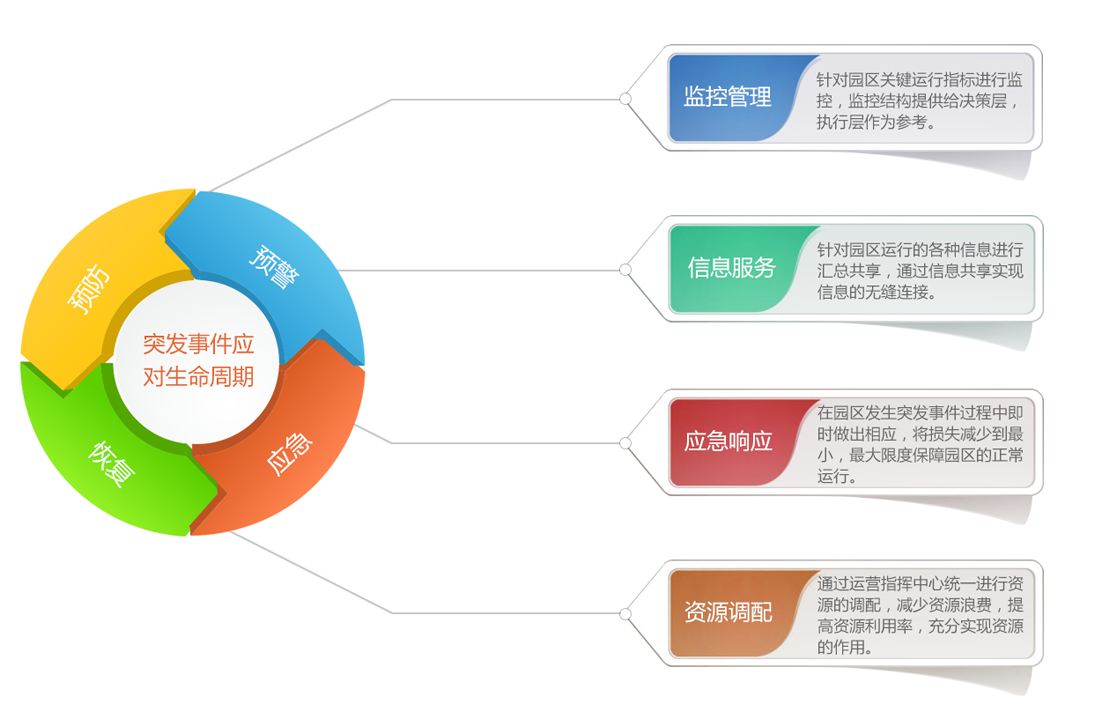 预防
预警
突发事件应
对生命周期
恢复
应急
监控管理
针对园区关键运行指标进行监
控，监控结构提供给决策层，
执行层作为参考。
信息服务
针对园区运行的各种信息进行
汇总共享，通过信息共享实现
信息的无缝连接。
应急响应
在园区发生突发事件过程中即
时做出相应，将损失减少到最
小，最大限度保障园区的正常
运行。
资源调配
通过运营指挥中心统一进行资
源的调配，减少资源浪费，提
高资源利用率，充分实现资源
的作用。